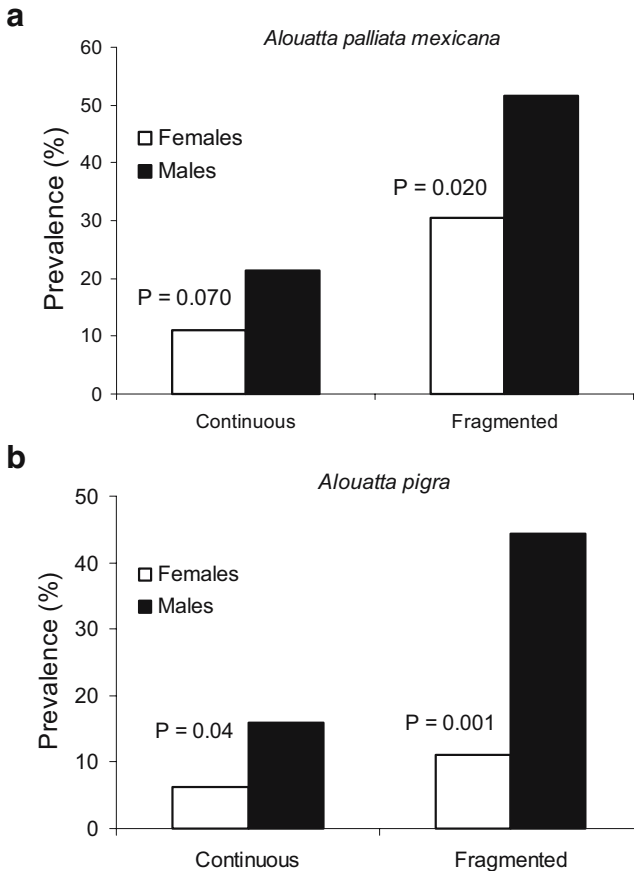 a
Alouatta palliata mexicana
60
50
40
30
20
10
0
Prevalence (%)
Females
Males
P = 0.070
P = 0.020
Continuous Fragmented
b
Alouatta pigra
50
40
30
20
10
0
Prevalence (%)
Females
Males
P = 0.04
P = 0.001
Continuous Fragmented